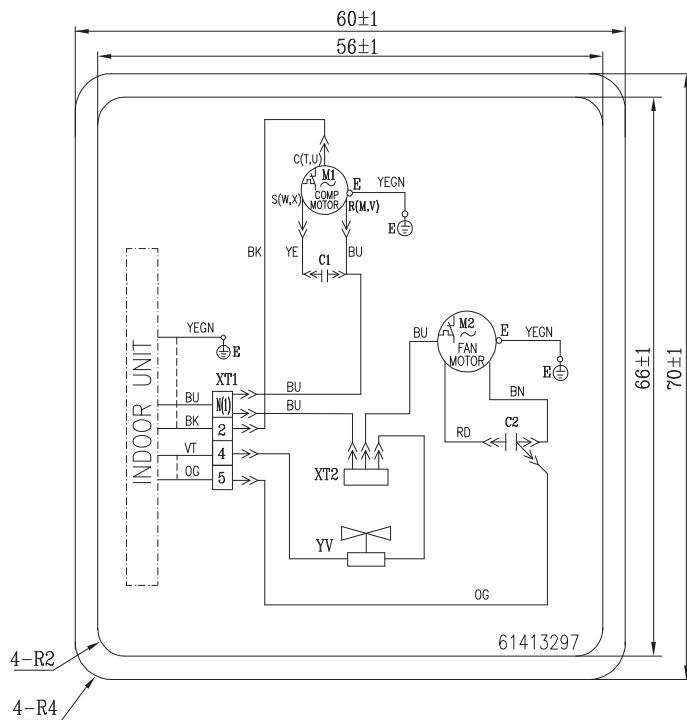 60±1
56±1
C(T,U)
M1
~
COMP
MOTOR
E
YEGN
S(W,X)
R(M,V)
E
BK
YE
C1
BU
M2
~
FAN
MOTOR
E
YEGN
BU
E
YEGN
E
INDOOR UNIT
XT1
BU
N(1)
BU
BU
BK
2
VT
4
OG
5
BN
C2
RD
XT2
YV
OG
66±1
70±1
61413297
4-R2
4-R4